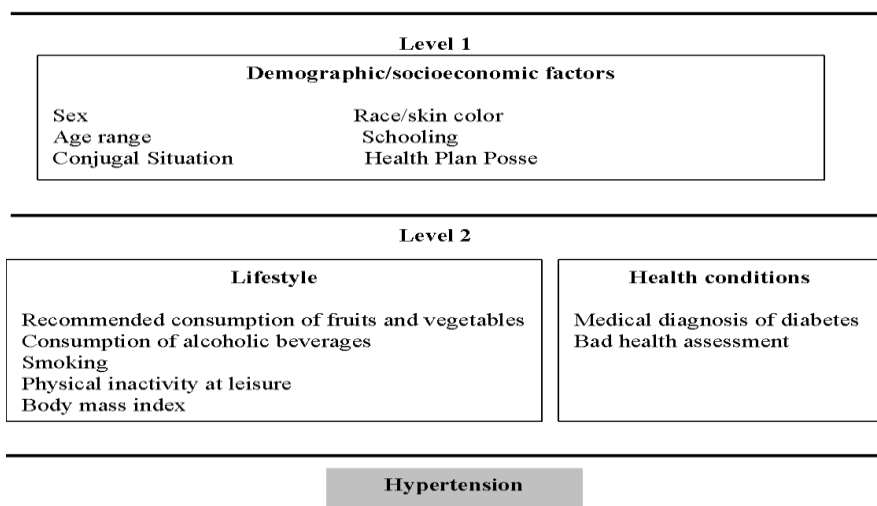 Level 1
Demographic/socioeconomic factors
Sex Race/skin color
Age range Schooling
Conjugal Situation Health Plan Posse
Level 2
Lifestyle
Recommended consumption of fruits and vegetables
Consumption of alcoholic beverages
Smoking
Physical inactivity at leisure
Body mass index
Health conditions
Medical diagnosis of diabetes
Bad health assessment
Hypertension